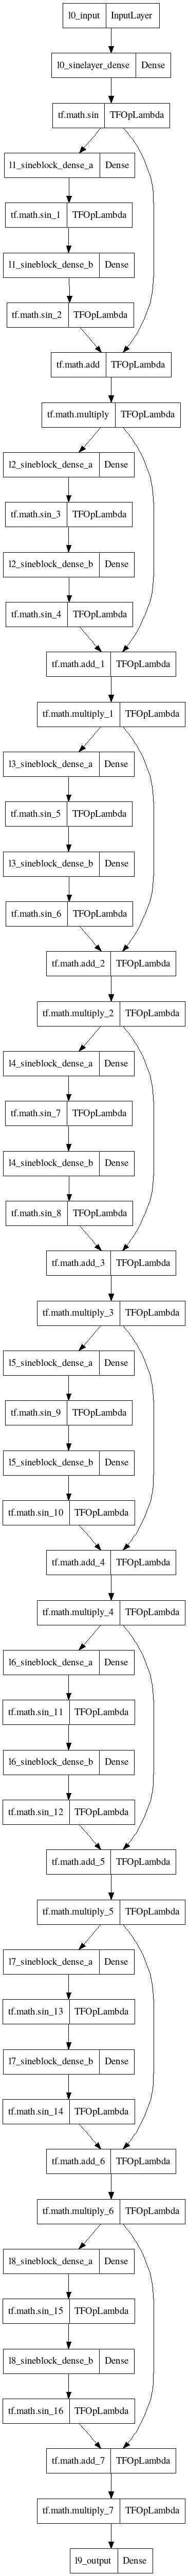 l0_input InputLayer
l0_sinelayer_dense Dense
tf.math.sin TFOpLambda
l1_sineblock_dense_a Dense
tf.math.sin_1 TFOpLambda
l1_sineblock_dense_b Dense
tf.math.sin_2 TFOpLambda
tf.math.add TFOpLambda
tf.math.multiply TFOpLambda
l2_sineblock_dense_a Dense
tf.math.sin_3 TFOpLambda
l2_sineblock_dense_b Dense
tf.math.sin_4 TFOpLambda
tf.math.add_1 TFOpLambda
tf.math.multiply_1 TFOpLambda
l3_sineblock_dense_a Dense
tf.math.sin_5 TFOpLambda
l3_sineblock_dense_b Dense
tf.math.sin_6 TFOpLambda
tf.math.add_2 TFOpLambda
tf.math.multiply_2 TFOpLambda
l4_sineblock_dense_a Dense
tf.math.sin_7 TFOpLambda
l4_sineblock_dense_b Dense
tf.math.sin_8 TFOpLambda
tf.math.add_3 TFOpLambda
tf.math.multiply_3 TFOpLambda
l5_sineblock_dense_a Dense
tf.math.sin_9 TFOpLambda
l5_sineblock_dense_b Dense
tf.math.sin_10 TFOpLambda
tf.math.add_4 TFOpLambda
tf.math.multiply_4 TFOpLambda
l6_sineblock_dense_a Dense
tf.math.sin_11 TFOpLambda
l6_sineblock_dense_b Dense
tf.math.sin_12 TFOpLambda
tf.math.add_5 TFOpLambda
tf.math.multiply_5 TFOpLambda
l7_sineblock_dense_a Dense
tf.math.sin_13 TFOpLambda
l7_sineblock_dense_b Dense
tf.math.sin_14 TFOpLambda
tf.math.add_6 TFOpLambda
tf.math.multiply_6 TFOpLambda
l8_sineblock_dense_a Dense
tf.math.sin_15 TFOpLambda
l8_sineblock_dense_b Dense
tf.math.sin_16 TFOpLambda
tf.math.add_7 TFOpLambda
tf.math.multiply_7 TFOpLambda
l9_output Dense